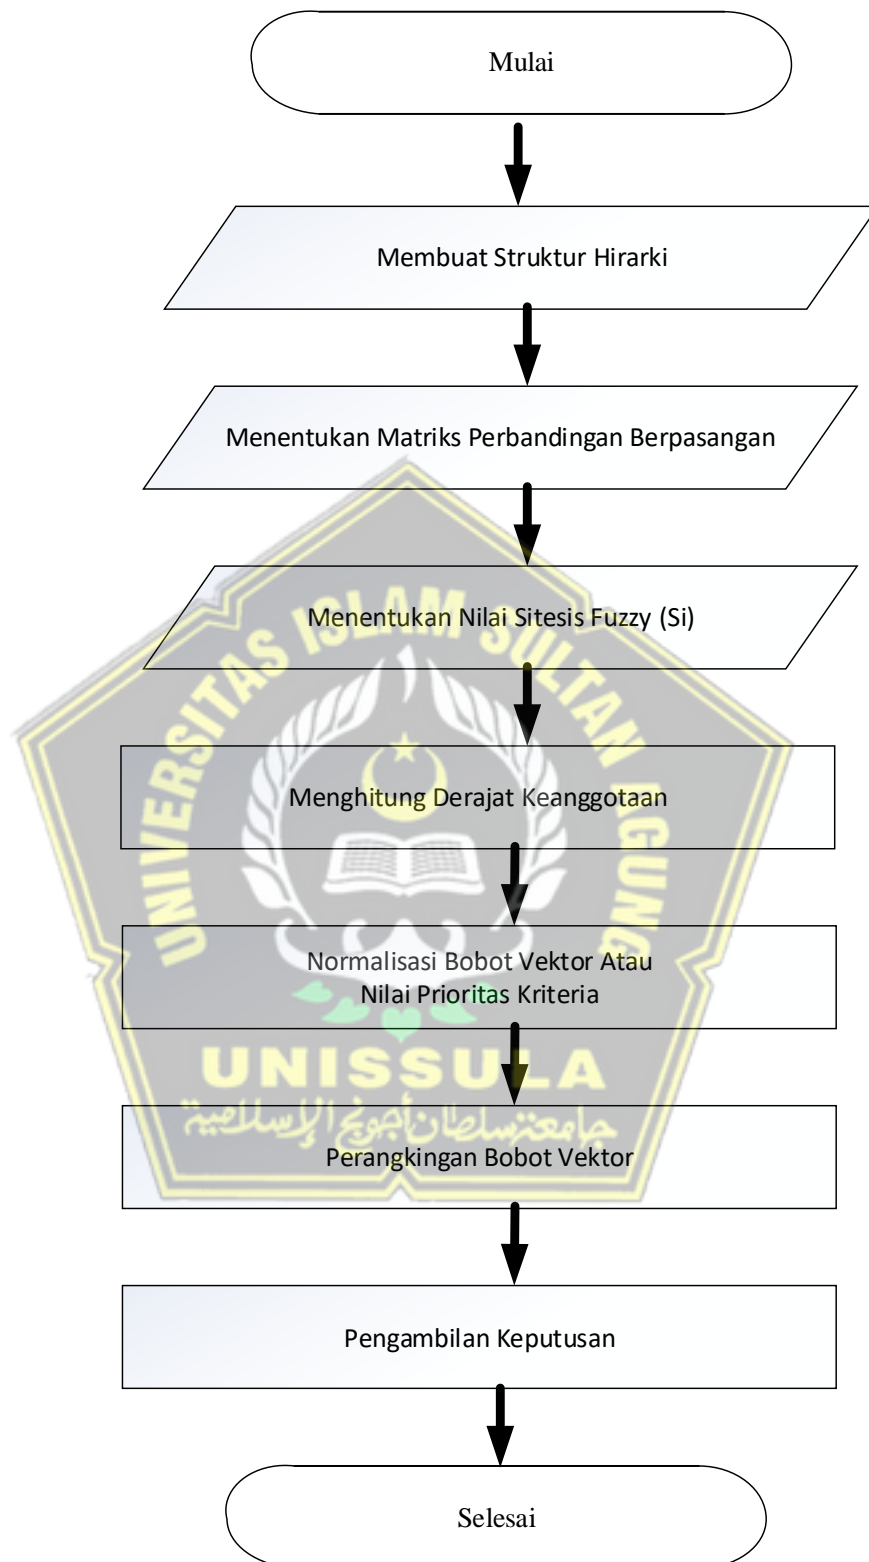 Mulai
Membuat Struktur Hirarki
Menentukan Matriks Perbandingan Berpasangan
UNIVERSITAS ISLAM SULTAN AGUNG
Menentukan Nilai Sitesis Fuzzy (Si)
Menghitung Derajat Keanggotaan
Normalisasi Bobot Vektor Atau
Nilai Prioritas Kriteria
UNISSULA
جامعة سلطان أجونج الإسلامية
Perangkingan Bobot Vektor
Pengambilan Keputusan
Selesai